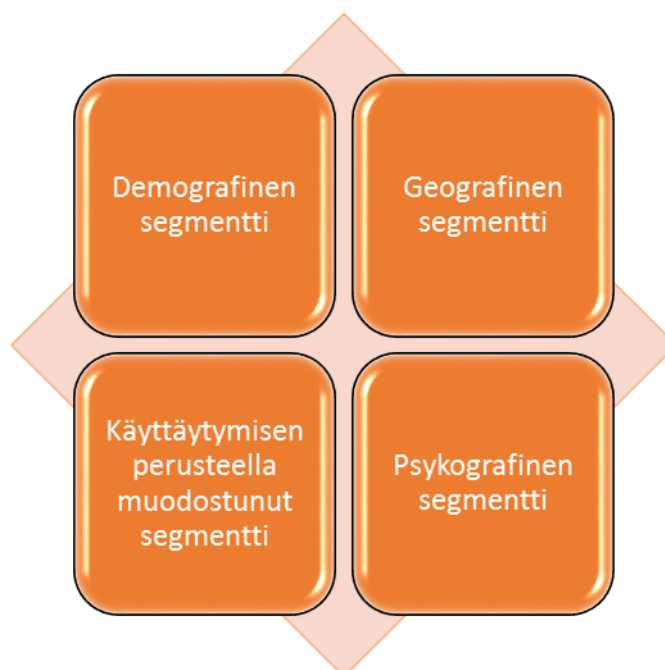 Demografinen
segmentti
Geografinen
segmentti
Käyttäytymisen
perusteella
muodostunut
segmentti
Psykografinen
segmentti